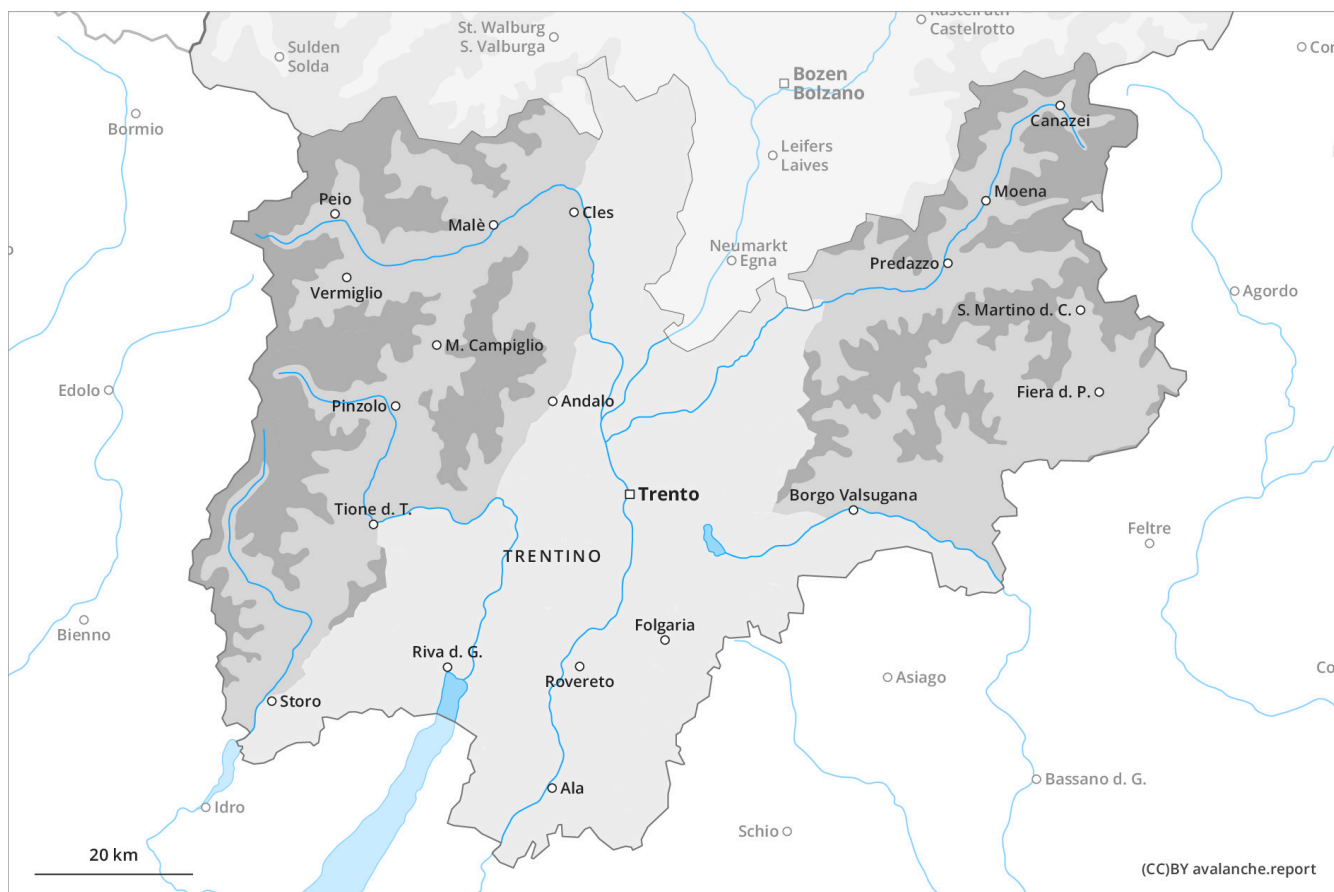 Kastelruth
Castelrotto
St. Walburg
S. Valburga
Sulden
Solda
Bozen
Bolzano
Bormio
Canazei
Leifers
Laives
Peio
Moena
Malè
Cles
Neumarkt
Egna
Predazzo
Vermiglio
Agordo
S. Martino d. C.
M. Campiglio
Edolo
Fiera d. P.
Pinzolo
Andalo
Trento
Borgo Valsugana
Tione d. T.
Feltre
TRENTINO
Bienno
Folgaria
Riva d. G.
Rovereto
Asiago
Storo
Bassano d. G.
Ala
Idro
Schio
20 km
(CC)BY avalanche.report